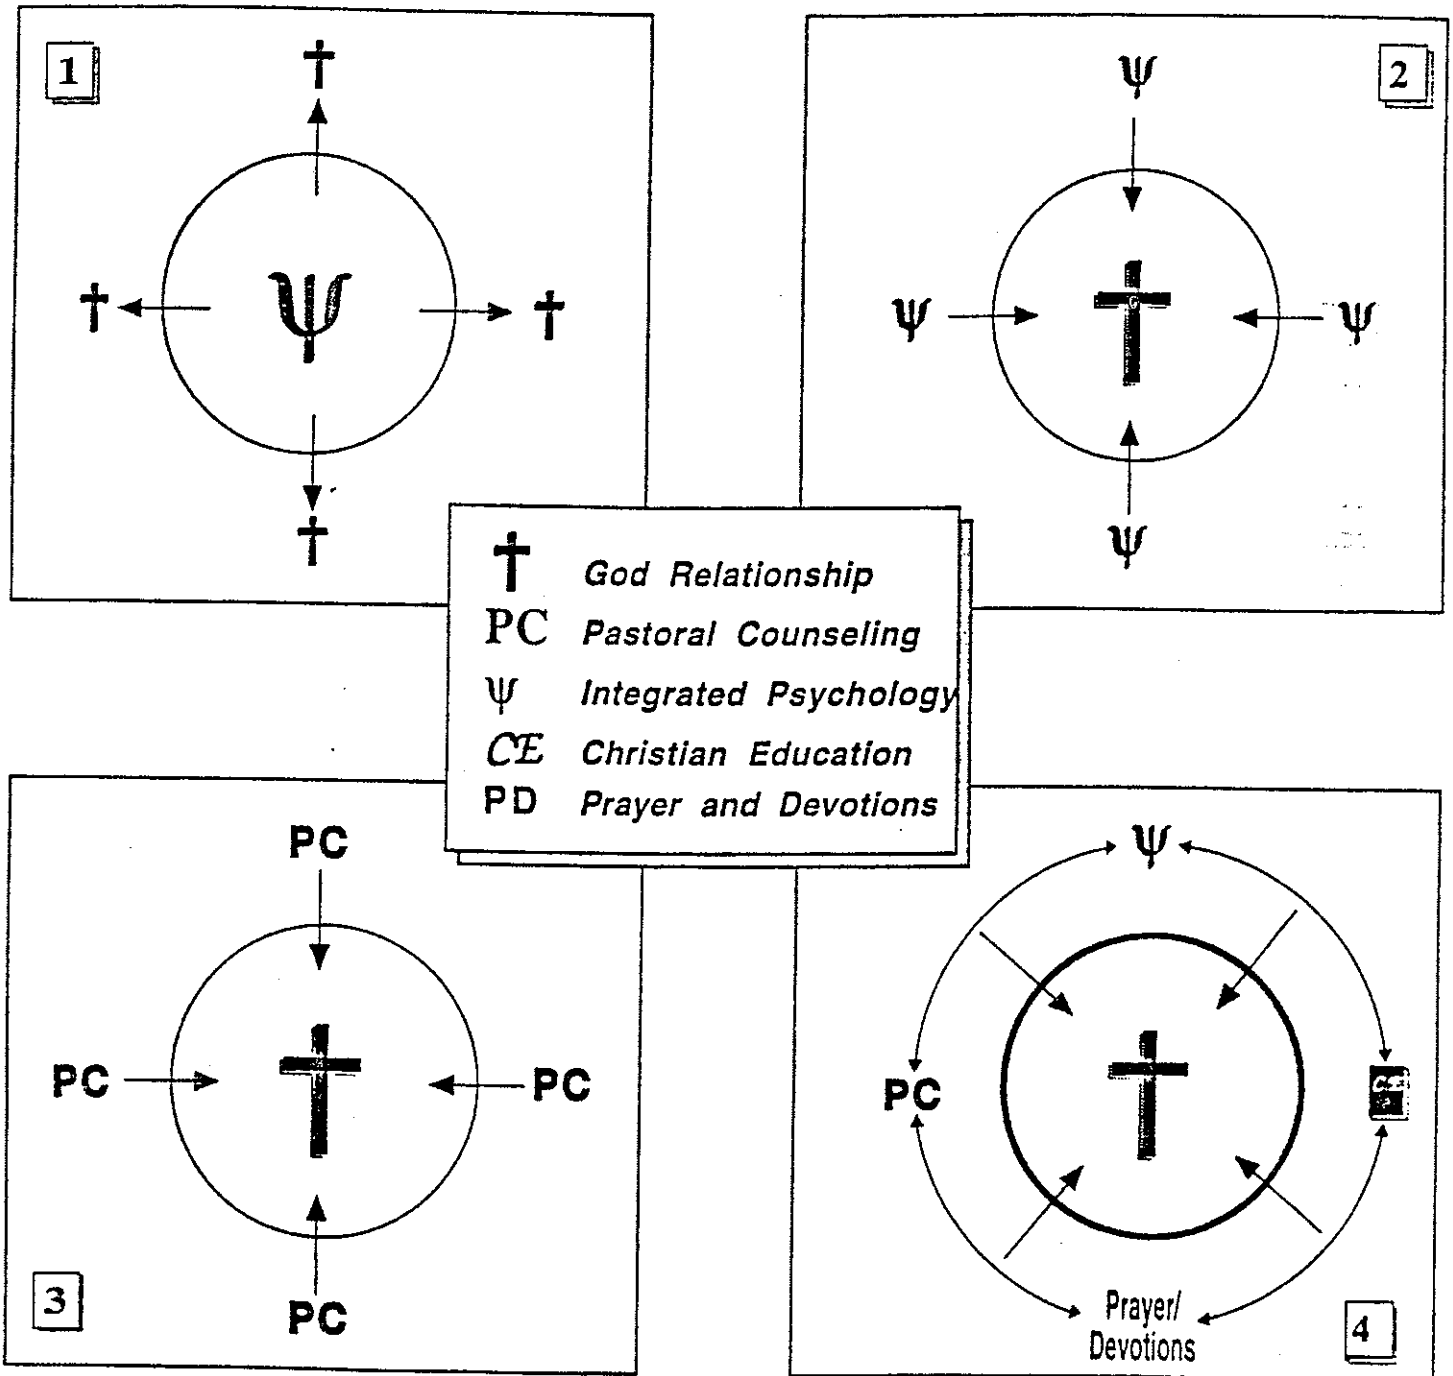 1
†
†
Ψ
†
†
2
ψ
ψ
†
ψ
ψ
† God Relationship
PC Pastoral Counseling
ψ Integrated Psychology
CE Christian Education
PD Prayer and Devotions
3
PC
PC
†
PC
PC
4
ψ
PC
†
CE
Prayer/
Devotions